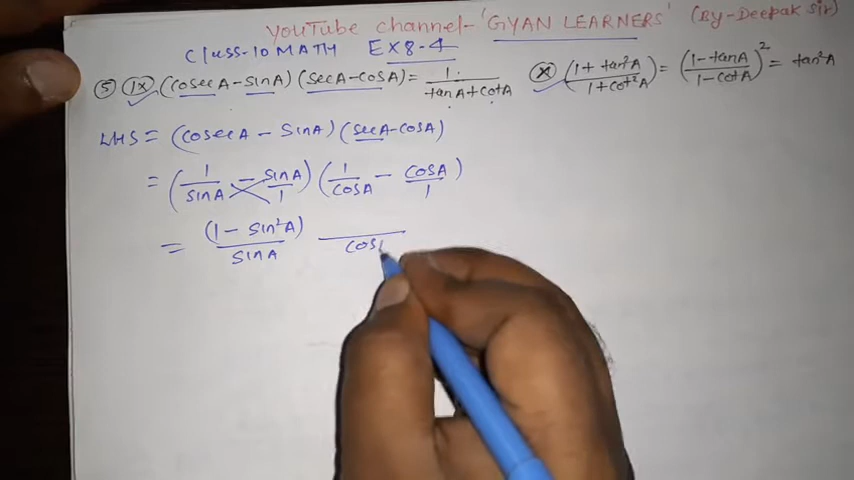 YouTube channel- 'GYAN LEARNERS' (By-Deepak Sir)
Class-10 MATH EX 8-4
⑤ ix (cosecA-sinA)(secA-cosA)= 1/(tanA+cotA) x ((1+tan²A)/(1+cot²A))= ((1-tanA)/(1-cotA))²= tan²A
LHS = (cosecA - sinA)(secA-cosA)
= (1/sinA - sinA/1)(1/cosA - cosA/1)
= (1-sin²A)/sinA cos